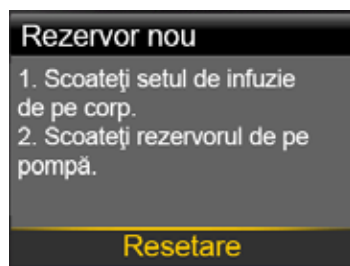 Rezervor nou
1. Scoateţi setul de infuzie
de pe corp.
2. Scoateţi rezervorul de pe
pompă.
Resetare